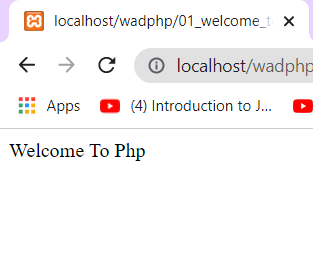 localhost/wadphp/01_welcome_t
localhost/wadphp
Apps
(4) Introduction to J...
Welcome To Php